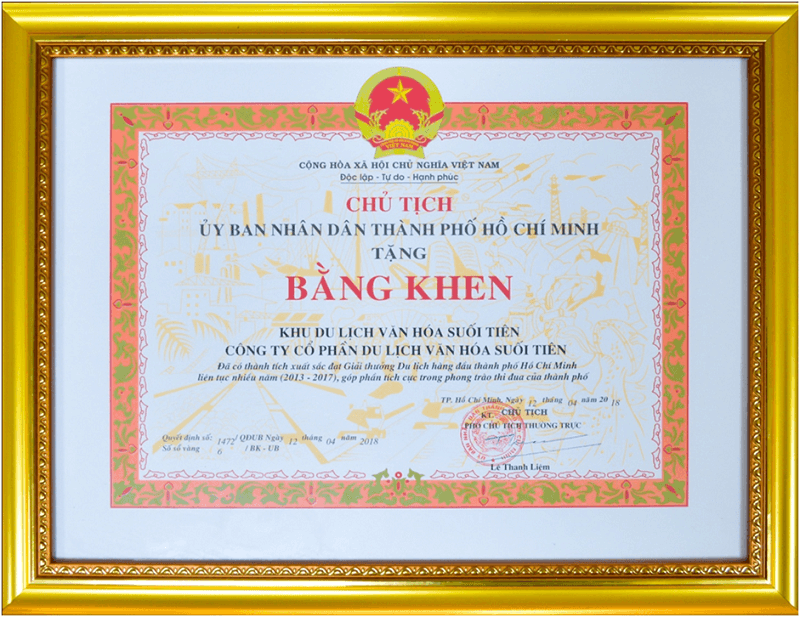 VIỆT NAM
CỘNG HÒA XÃ HỘI CHỦ NGHĨA VIỆT NAM
Độc lập - Tự do - Hạnh phúc
CHỦ TỊCH
ỦY BAN NHÂN DÂN THÀNH PHỐ HỒ CHÍ MINH
TẶNG
BẰNG KHEN
KHU DU LỊCH VĂN HÓA SUỐI TIÊN
CÔNG TY CỔ PHẦN DU LỊCH VĂN HÓA SUỐI TIÊN
Đã có thành tích xuất sắc đạt Giải thưởng Du lịch hàng đầu thành phố Hồ Chí Minh
liên tục nhiều năm (2013 - 2017), góp phần tích cực trong phong trào thi đua của thành phố
TP. Hồ Chí Minh, Ngày 12 tháng 04 năm 2018
KT. CHỦ TỊCH
PHÓ CHỦ TỊCH THƯỜNG TRỰC
Quyết định số: 1472/ QĐUB Ngày 12 tháng 04 năm 2018
Số sổ vàng 6 / BK - UB
Lê Thanh Liêm